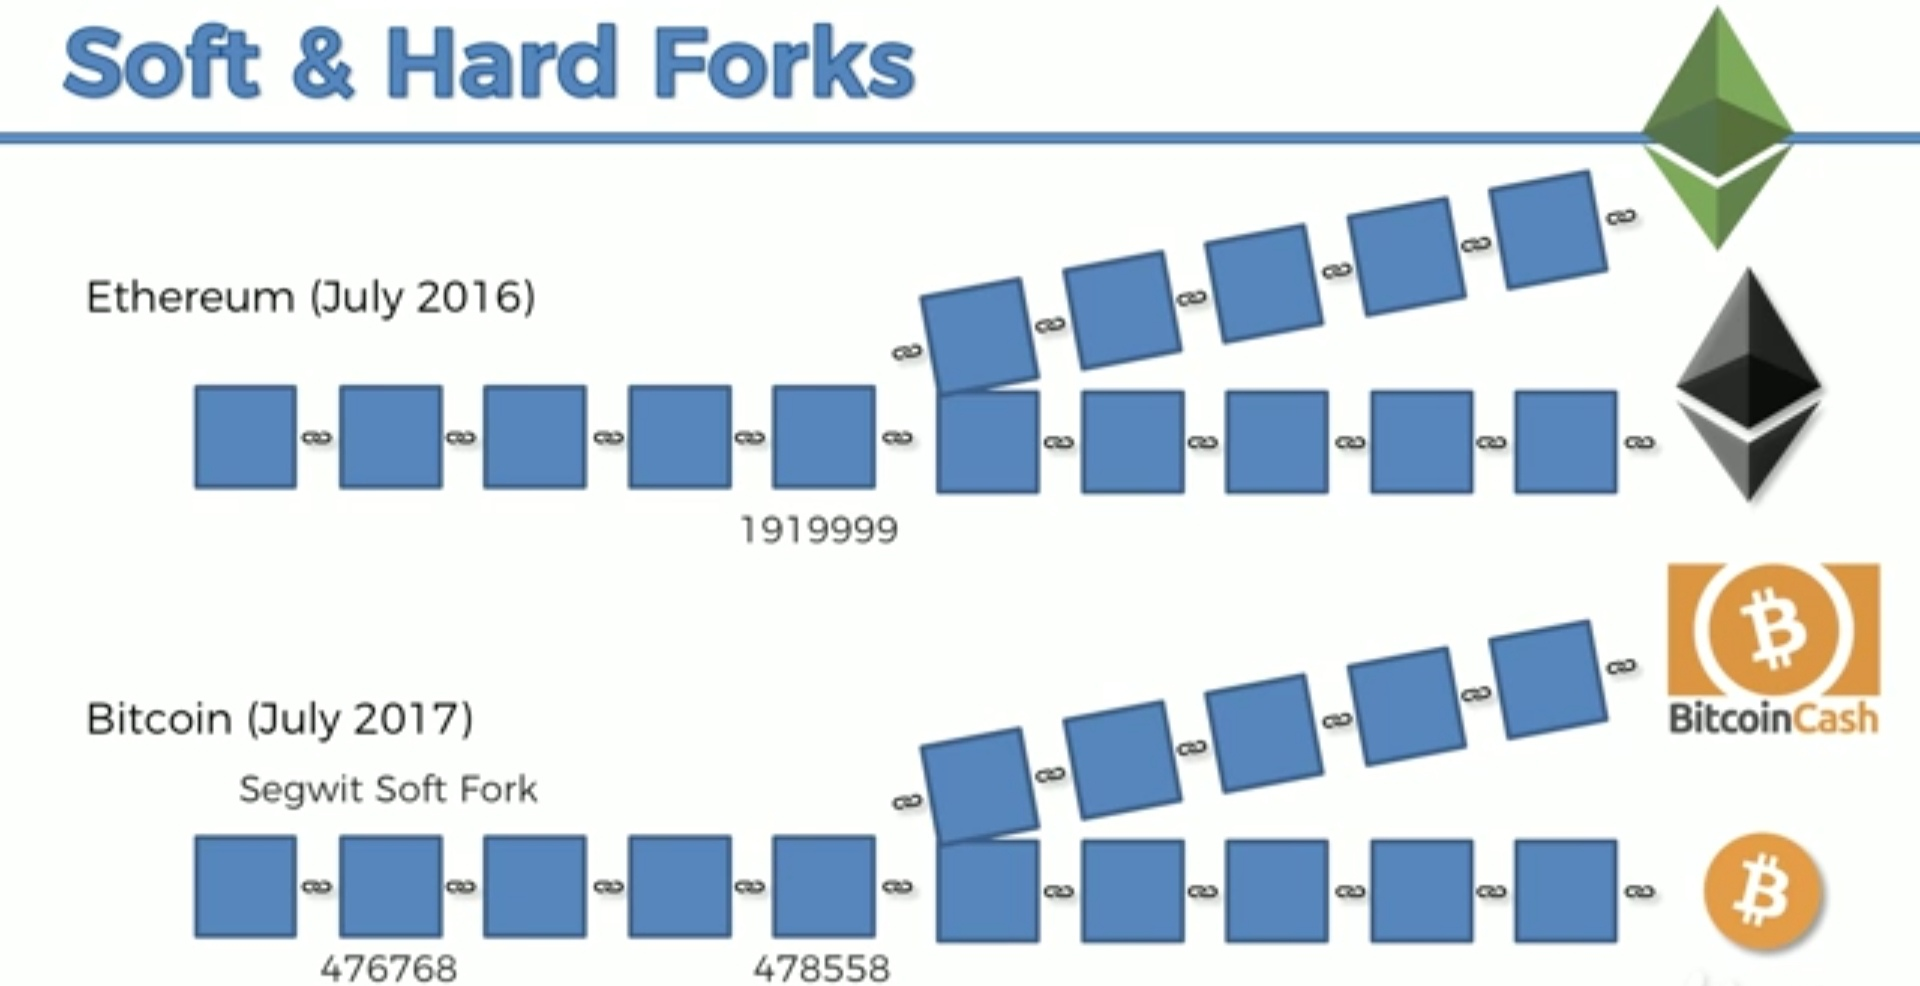 Soft & Hard Forks
Ethereum (July 2016)
1919999
BitcoinCash
Bitcoin (July 2017)
Segwit Soft Fork
476768
478558